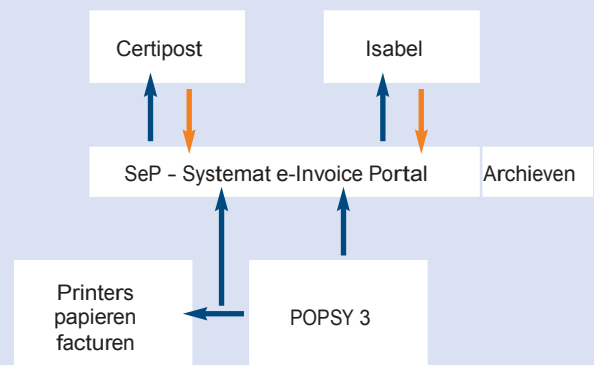 Certipost
Isabel
SeP – Systemat e-Invoice Portal
Archieven
Printers
papieren
facturen
POPSY 3